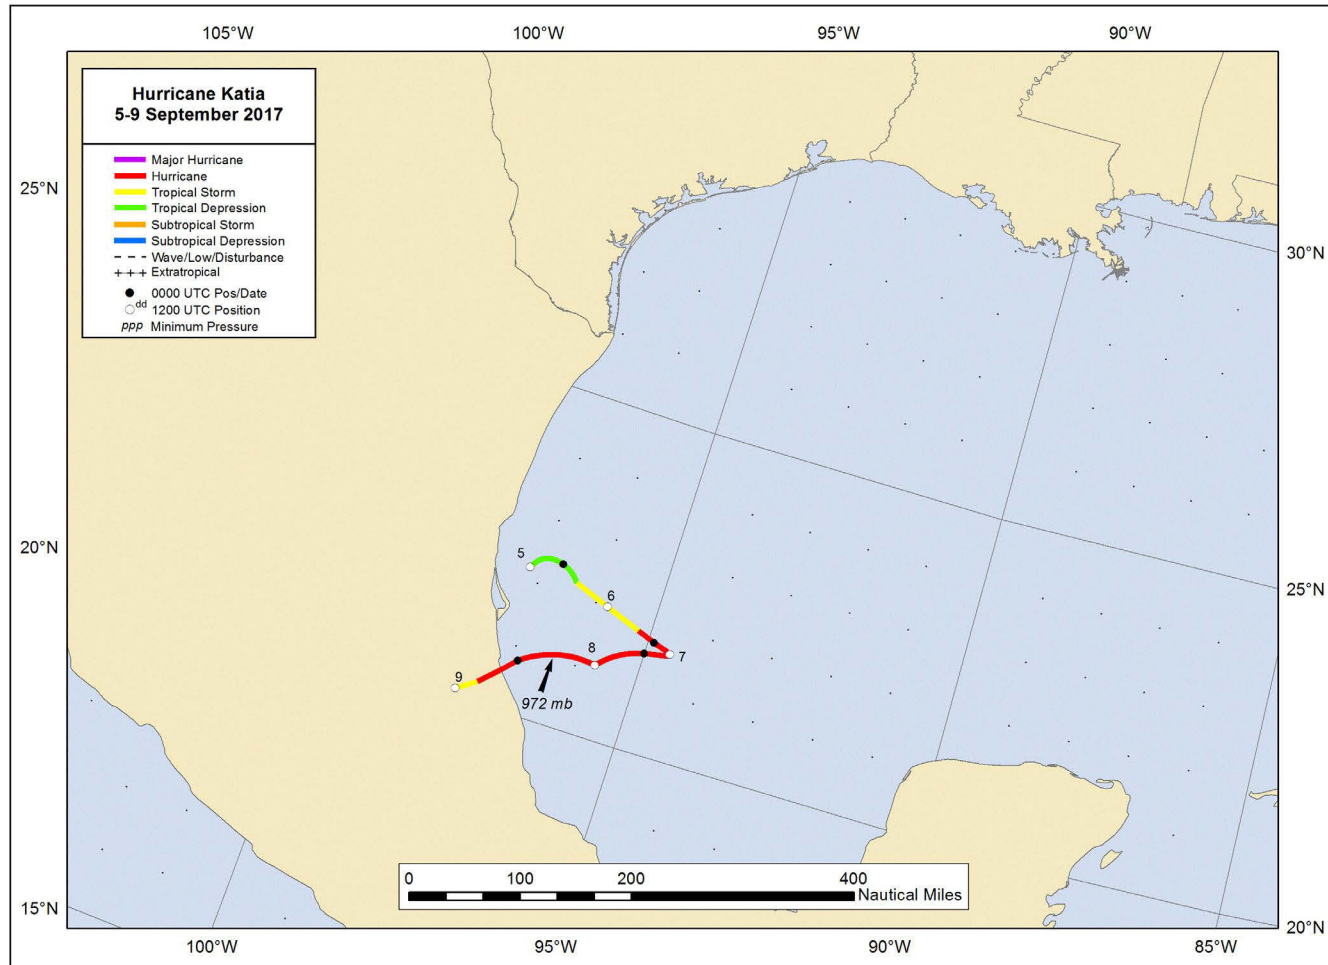 105°W 100°W 95°W 90°W
Hurricane Katia
5-9 September 2017
Major Hurricane
Hurricane
Tropical Storm
Tropical Depression
Subtropical Storm
Subtropical Depression
Wave/Low/Disturbance
+++ Extratropical
0000 UTC Pos/Date
dd
1200 UTC Position
ppp Minimum Pressure
25°N
30°N
20°N
5
6
25°N
8
7
9
972 mb
0 100 200 400
Nautical Miles
15°N
20°N
100°W 95°W 90°W 85°W